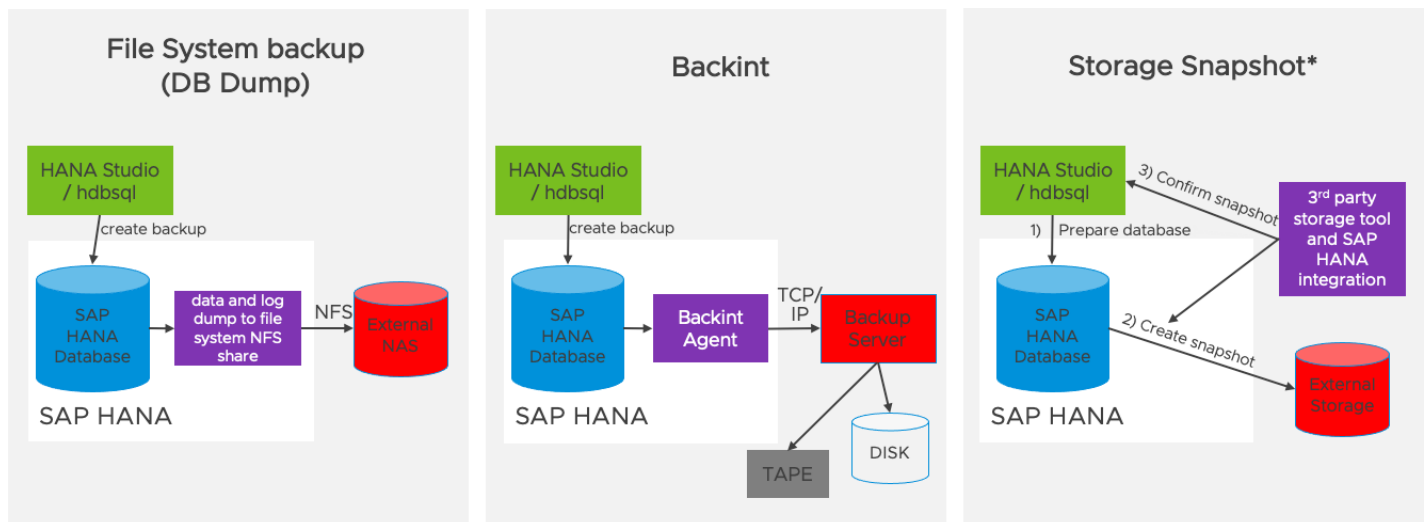 File System backup
(DB Dump)
HANA Studio
/ hdbsql
create backup
SAP
HANA
Database
data and log
dump to file
system NFS
share
NFS
External
NAS
SAP HANA
Backint
HANA Studio
/ hdbsql
create backup
SAP
HANA
Database
Backint
Agent
TCP/
IP
Backup
Server
SAP HANA
TAPE
DISK
Storage Snapshot*
HANA Studio
/ hdbsql
3) Confirm snapshot
3rd party
storage tool
and SAP
HANA
integration
1) Prepare database
SAP
HANA
Database
2) Create snapshot
External
Storage
SAP HANA